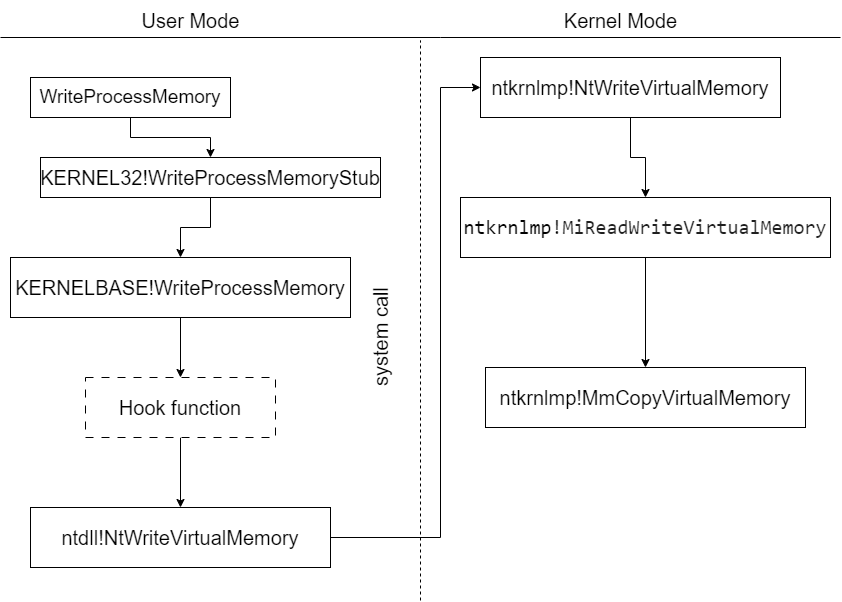 User Mode
Kernel Mode
WriteProcessMemory
KERNEL32!WriteProcessMemoryStub
KERNELBASE!WriteProcessMemory
Hook function
ntdll!NtWriteVirtualMemory
system call
ntkrnlmp!NtWriteVirtualMemory
ntkrnlmp!MiReadWriteVirtualMemory
ntkrnlmp!MmCopyVirtualMemory